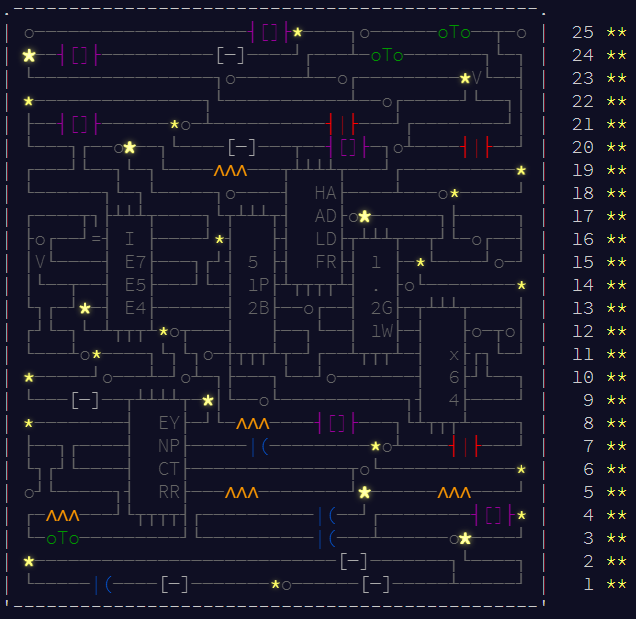 oTo 25 **
oTo 24 **
V 23 **
22 **
21 **
20 **
19 **
HA 18 **
AD 17 **
= I LD 16 **
V E7 5 FR 1 15 **
E5 1P . 14 **
E4 2B 2G 13 **
1W 12 **
x 11 **
6 10 **
4 9 **
EY 8 **
NP 7 **
CT 6 **
RR 5 **
4 **
oTo 3 **
2 **
1 **